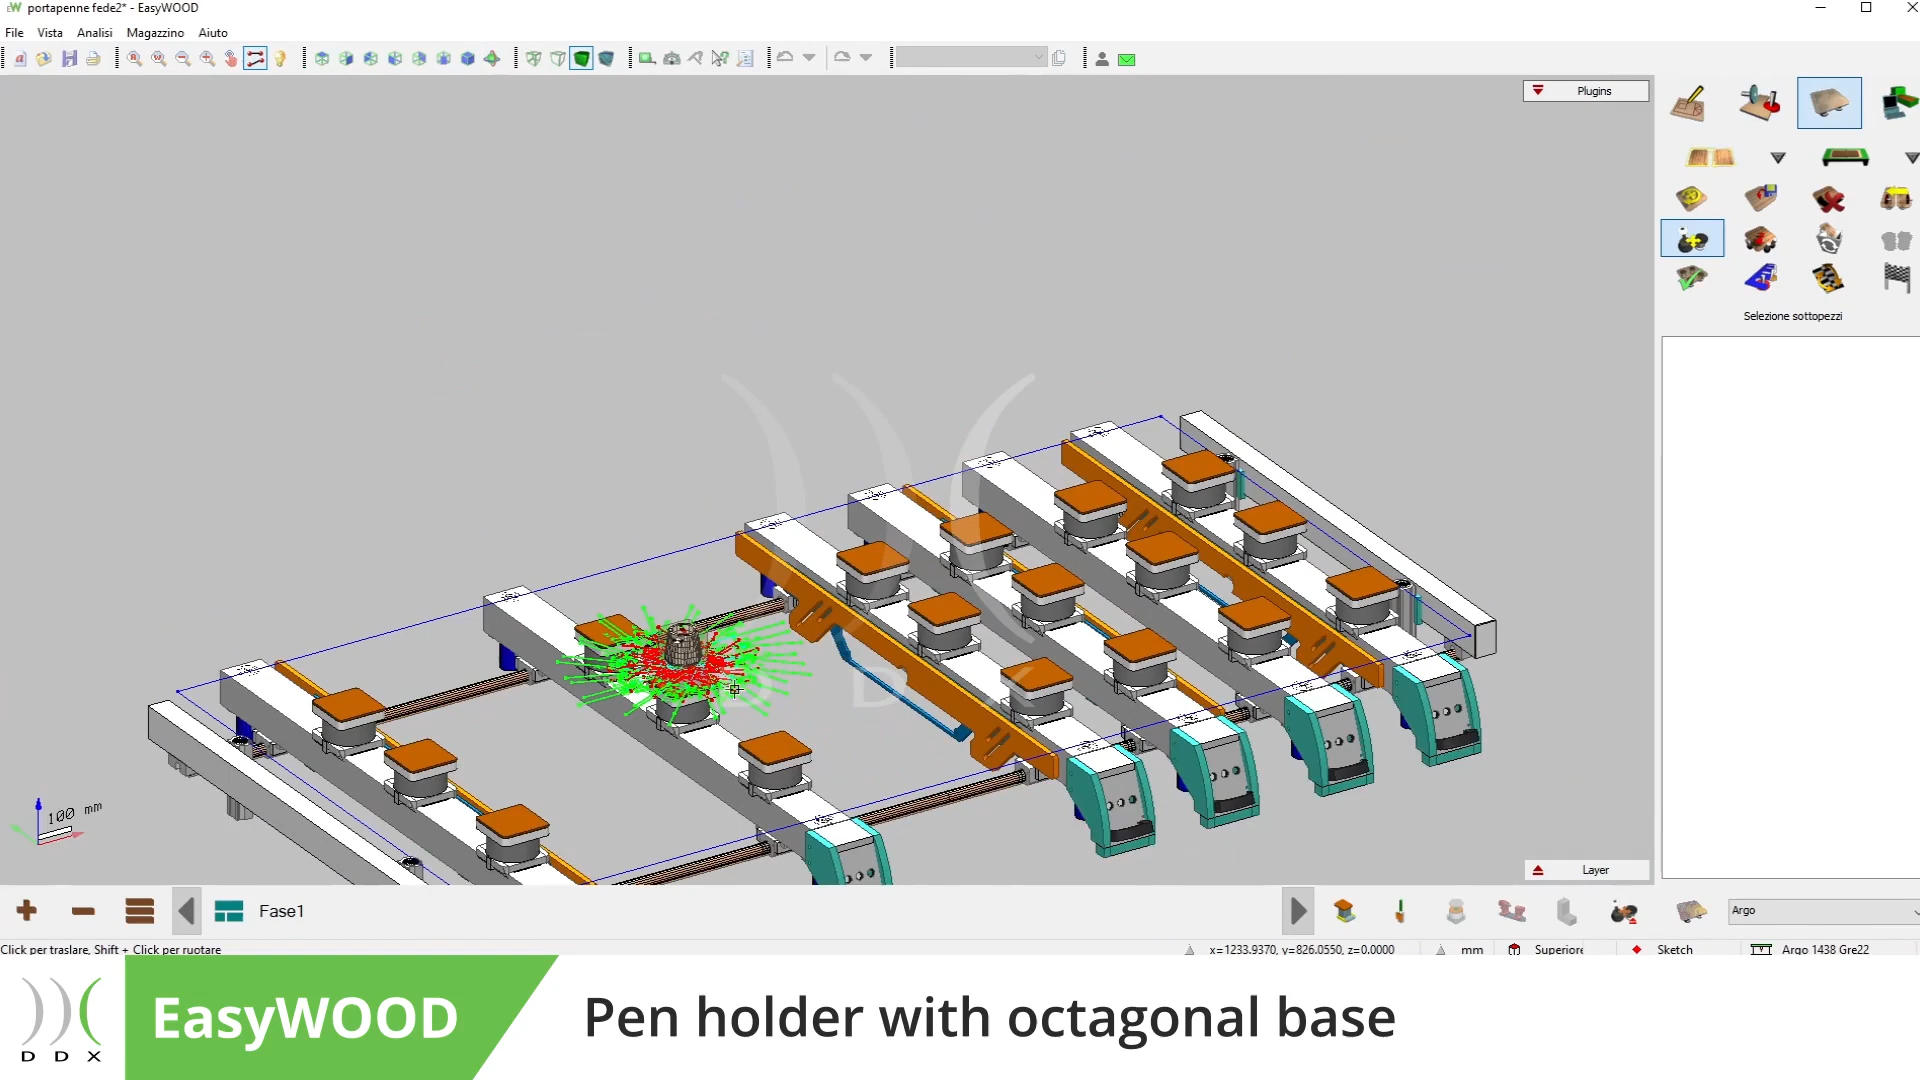 portapenne fede2* - EasyWOOD
File Vista Analisi Magazzino Aiuto
Plugins
Selezione sottopezzi
D D X
100 mm
Layer
Fase1
Argo
Click per traslare, Shift + Click per ruotare
x=1233.9370, y=826.0550, z=0.0000
mm
Superiore
Sketch
Argo 1438 Gre22
D D X
EasyWOOD
Pen holder with octagonal base